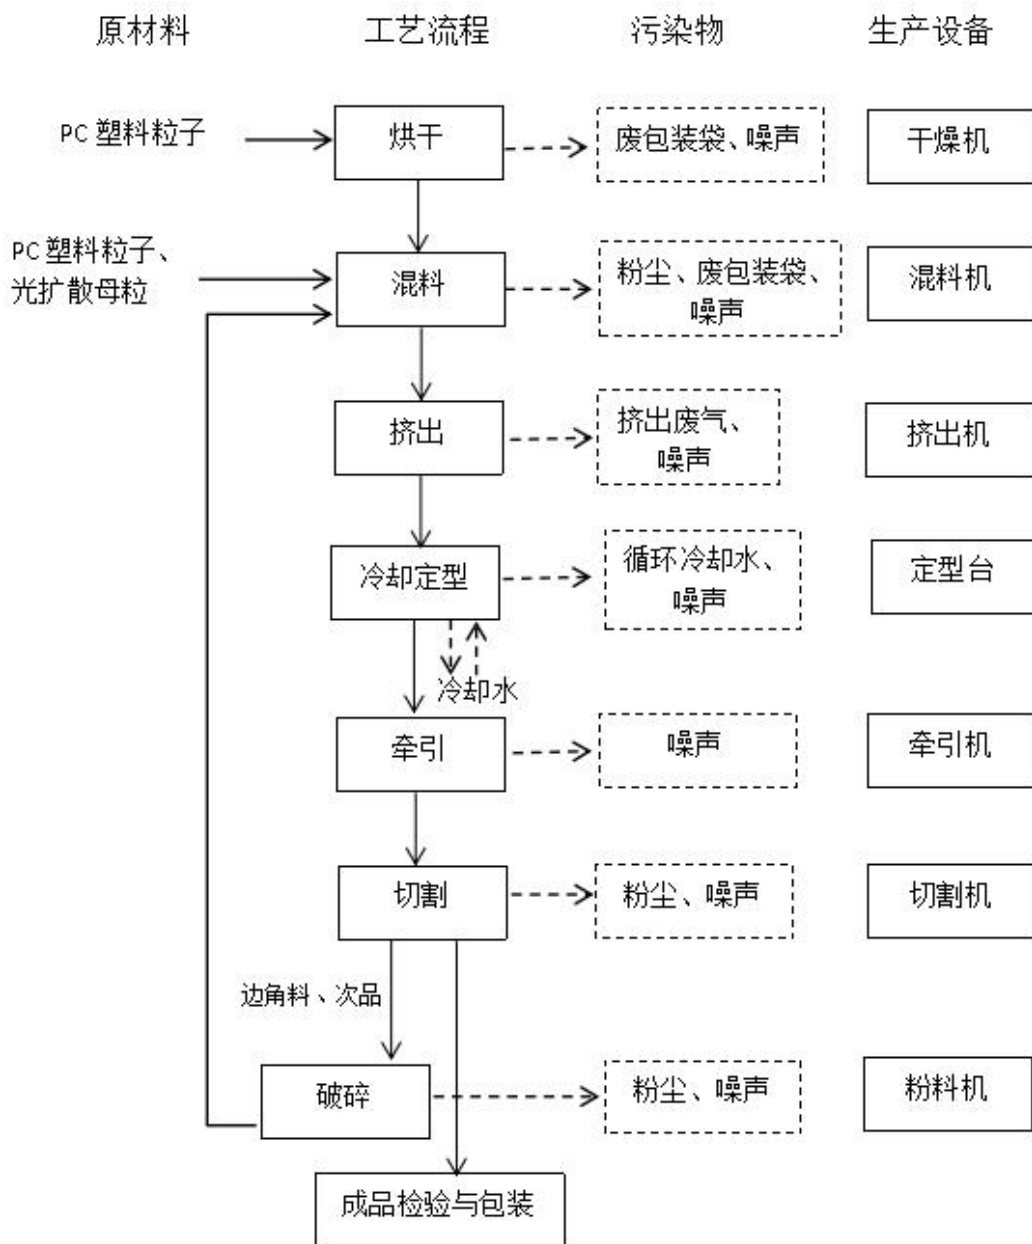 原材料 工艺流程 污染物 生产设备
PC 塑料粒子 烘干 废包装袋、噪声 干燥机
PC 塑料粒子、
光扩散母粒
混料
粉尘、废包装袋、
噪声
混料机
挤出
挤出废气、
噪声
挤出机
冷却定型
循环冷却水、
噪声
定型台
冷却水
牵引 噪声 牵引机
切割 粉尘、噪声 切割机
边角料、次品
破碎 粉尘、噪声 粉料机
成品检验与包装